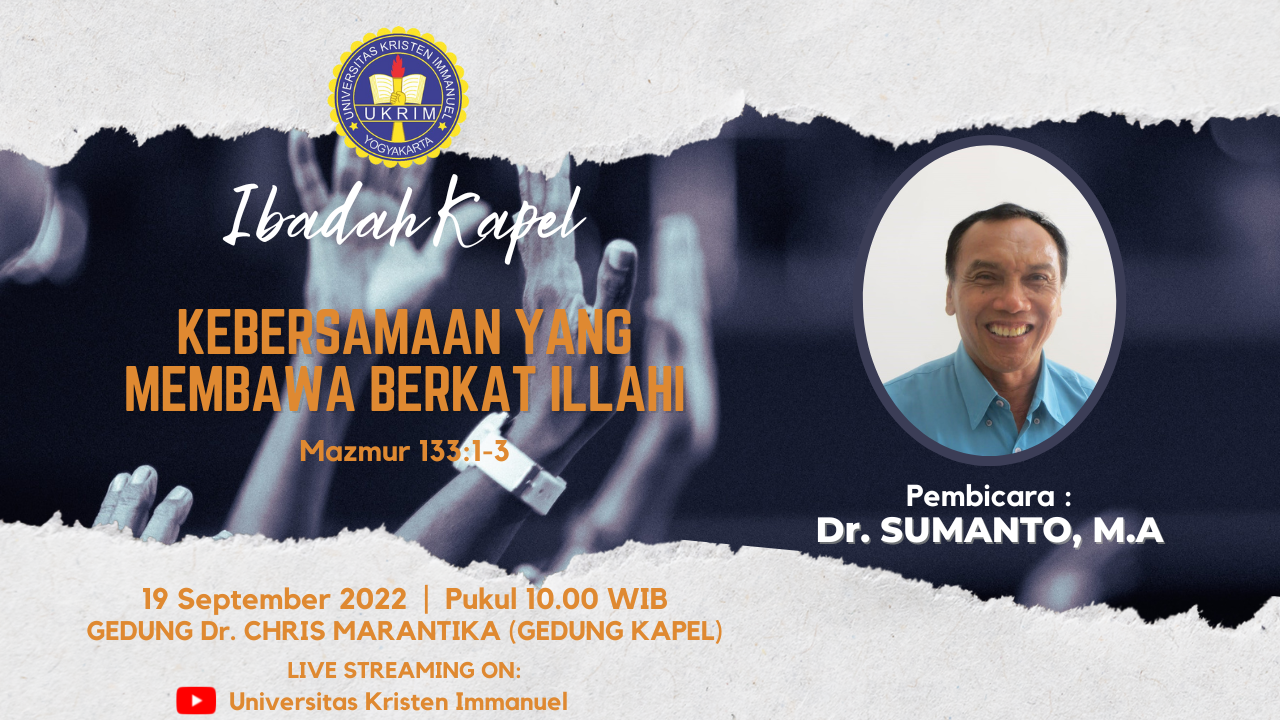 UNIVERSITAS KRISTEN IMMANUEL
UKRIM
YOGYAKARTA
Ibadah Kapel
KEBERSAMAAN YANG
MEMBAWA BERKAT ILLAHI
Mazmur 133:1-3
Pembicara :
Dr. SUMANTO, M.A
19 September 2022 | Pukul 10.00 WIB
GEDUNG Dr. CHRIS MARANTIKA (GEDUNG KAPEL)
LIVE STREAMING ON:
Universitas Kristen Immanuel